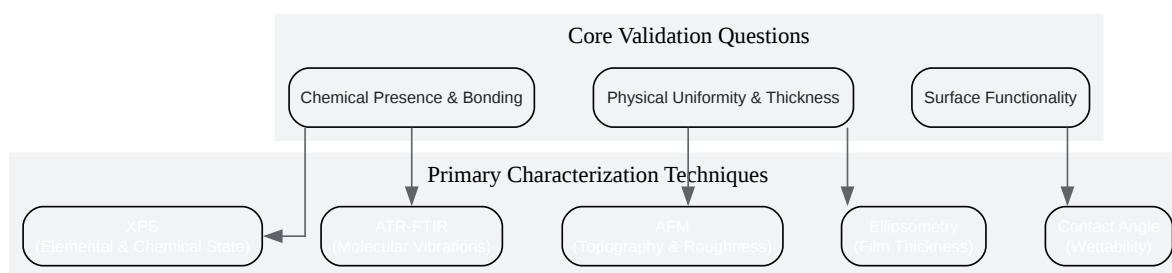 Core Validation Questions
Chemical Presence & Bonding
Physical Uniformity & Thickness
Surface Functionality
Primary Characterization Techniques
XPS
(Elemental & Chemical State)
ATR-FTIR
(Molecular Vibrations)
AFM
(Topography & Roughness)
Ellipsometry
(Film Thickness)
Contact Angle
(Wettability)